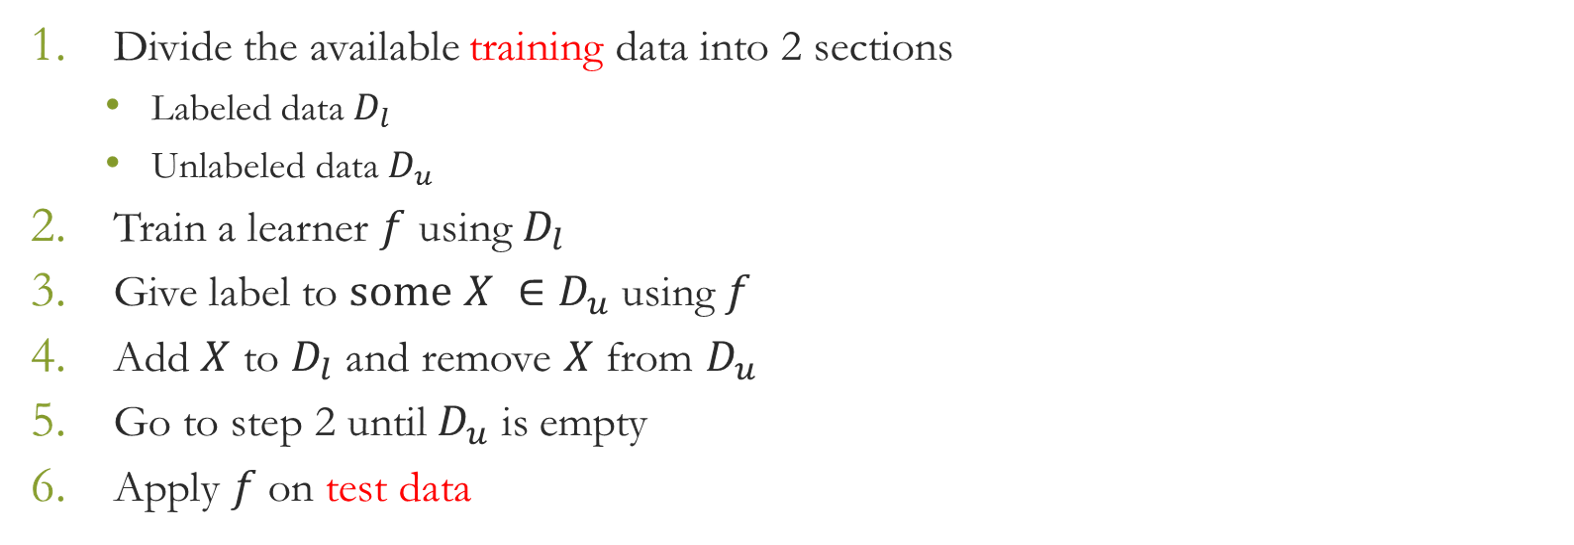 1. Divide the available training data into 2 sections
• Labeled data D_l
• Unlabeled data D_u
2. Train a learner f using D_l
3. Give label to some X ∈ D_u using f
4. Add X to D_l and remove X from D_u
5. Go to step 2 until D_u is empty
6. Apply f on test data